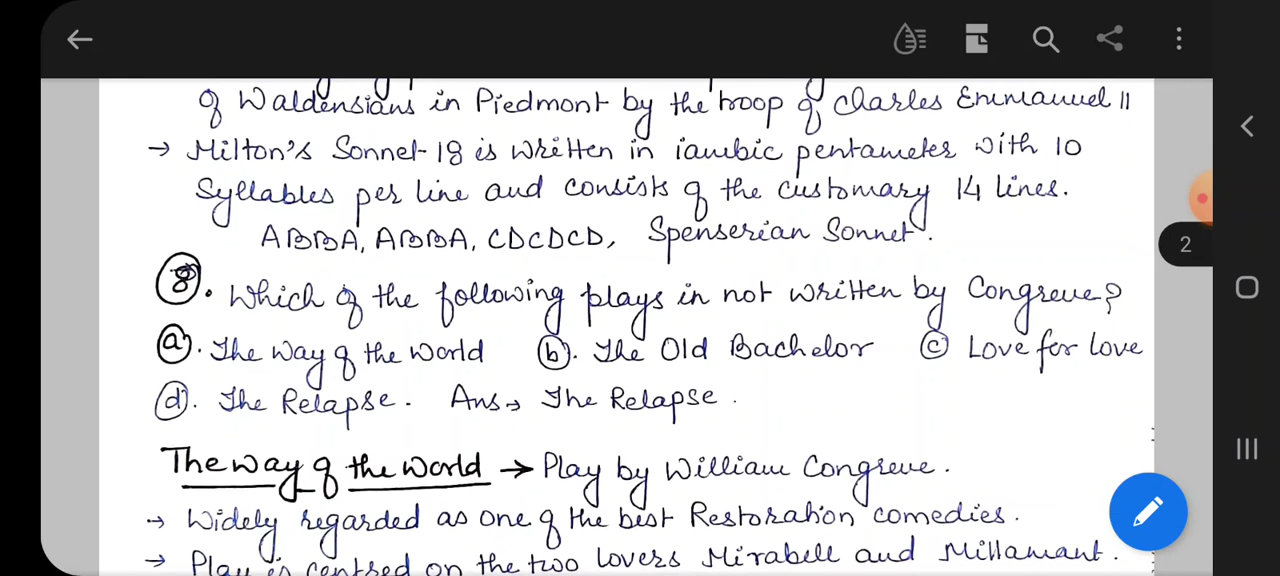 of Waldensians in Piedmont by the troop of Charles Emmanuel II
→ Milton's Sonnet-18 is written in iambic pentameter with 10
Syllables per line and consists of the customary 14 lines.
ABBA, ABBA, CDCDCD, Spenserian Sonnet.
2
8. Which of the following plays in not written by Congreve?
(a). The Way of the World (b). The Old Bachelor (c) Love for love
(d). The Relapse. Ans → The Relapse.
The way of the World → Play by William Congreve.
→ Widely regarded as one of the best Restoration comedies.
→ Play is centred on the two lovers Mirabell and Millamant.